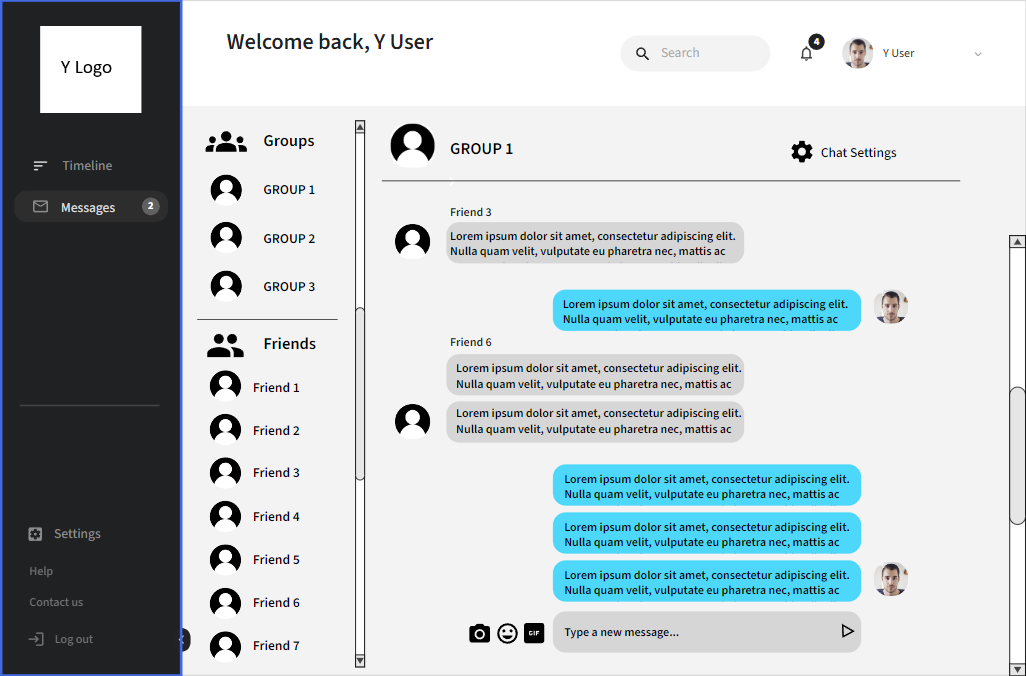 Y Logo
Timeline
Messages
2
Settings
Help
Contact us
Log out
Welcome back, Y User
Search
4
Y User
Groups
GROUP 1
GROUP 2
GROUP 3
Friends
Friend 1
Friend 2
Friend 3
Friend 4
Friend 5
Friend 6
Friend 7
GROUP 1
Chat Settings
Friend 3
Lorem ipsum dolor sit amet, consectetur adipiscing elit.
Nulla quam velit, vulputate eu pharetra nec, mattis ac
Lorem ipsum dolor sit amet, consectetur adipiscing elit.
Nulla quam velit, vulputate eu pharetra nec, mattis ac
Friend 6
Lorem ipsum dolor sit amet, consectetur adipiscing elit.
Nulla quam velit, vulputate eu pharetra nec, mattis ac
Lorem ipsum dolor sit amet, consectetur adipiscing elit.
Nulla quam velit, vulputate eu pharetra nec, mattis ac
Lorem ipsum dolor sit amet, consectetur adipiscing elit.
Nulla quam velit, vulputate eu pharetra nec, mattis ac
Lorem ipsum dolor sit amet, consectetur adipiscing elit.
Nulla quam velit, vulputate eu pharetra nec, mattis ac
Lorem ipsum dolor sit amet, consectetur adipiscing elit.
Nulla quam velit, vulputate eu pharetra nec, mattis ac
GIF
Type a new message...